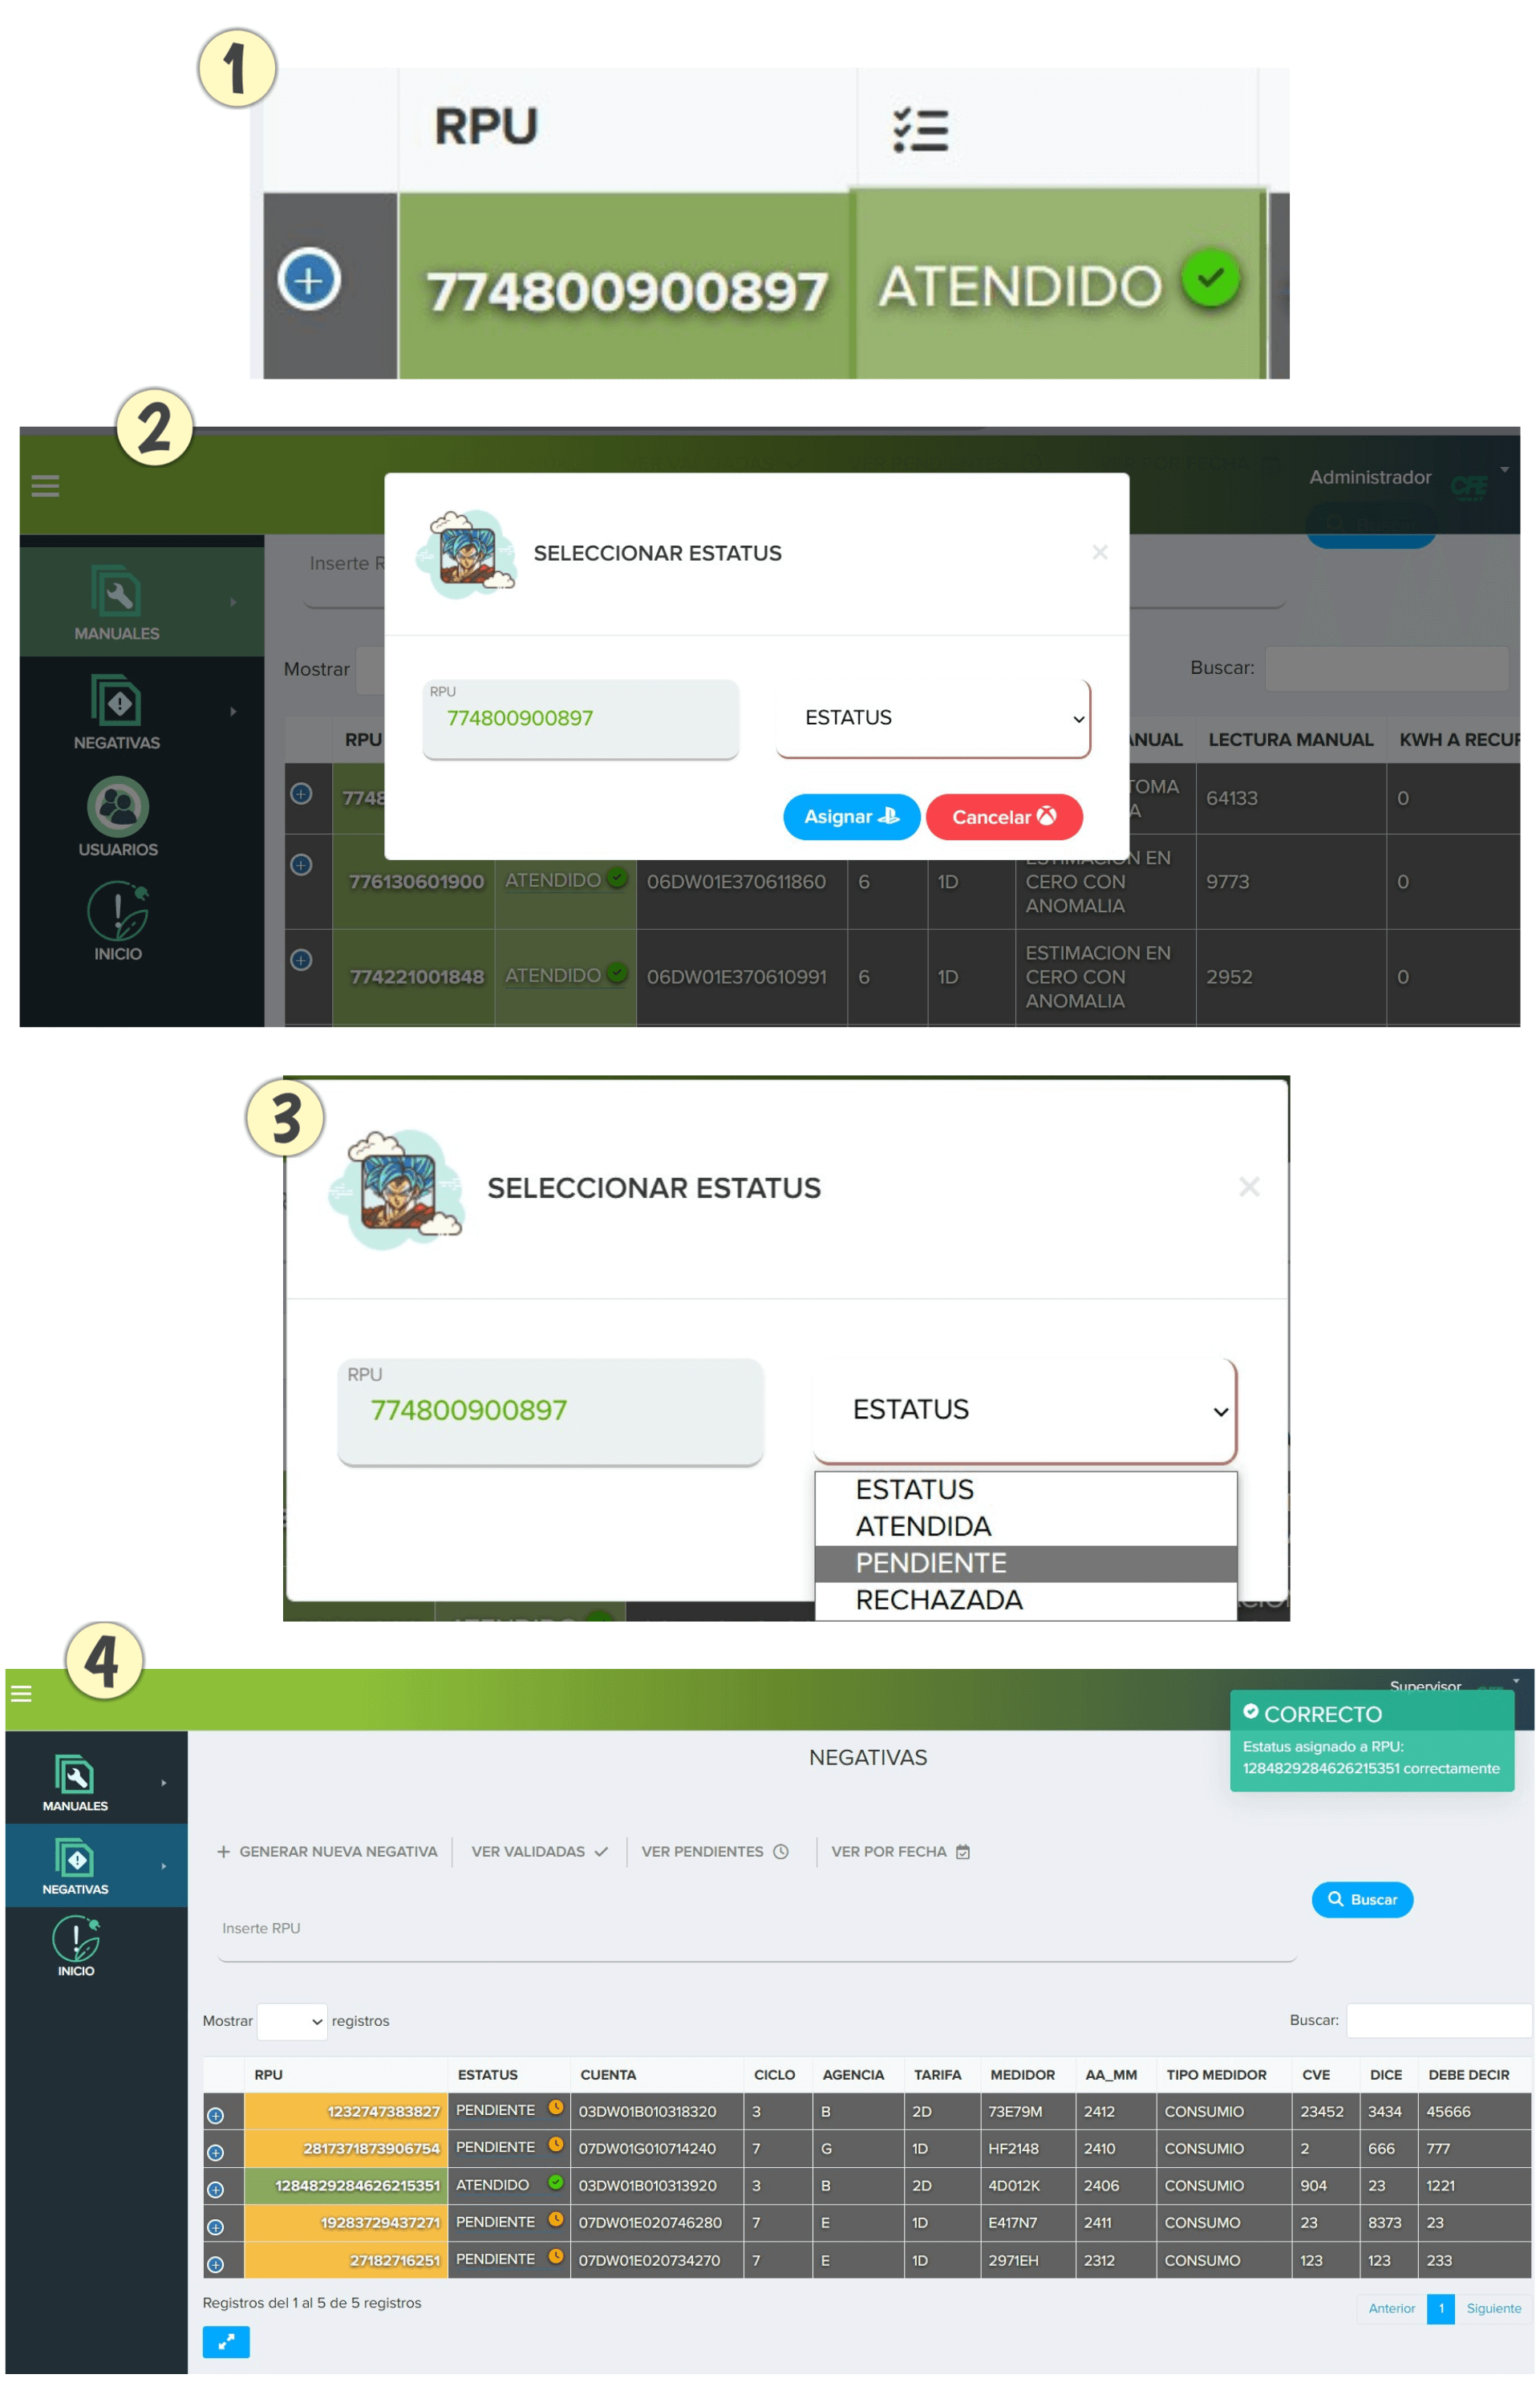 1
RPU
774800900897 ATENDIDO
2
Administrador CFE
Buscar
Inserte R
SELECCIONAR ESTATUS ×
MANUALES
Mostrar
Buscar:
RPU
774800900897
ESTATUS
NEGATIVAS
RPU ANUAL LECTURA MANUAL KWH A RECUP
7748 TOMA A 64133 0
Asignar Cancelar
USUARIOS
776130601900 ATENDIDO 06DW01E370611860 6 1D ESTIMACION EN CERO CON ANOMALIA 9773 0
INICIO
774221001848 ATENDIDO 06DW01E370610991 6 1D ESTIMACION EN CERO CON ANOMALIA 2952 0
3
SELECCIONAR ESTATUS ×
RPU
774800900897
ESTATUS
ESTATUS
ATENDIDA
PENDIENTE
RECHAZADA
4
Supervisor
CORRECTO
Estatus asignado a RPU:
1284829284626215351 correctamente
NEGATIVAS
MANUALES
+ GENERAR NUEVA NEGATIVA VER VALIDADAS VER PENDIENTES VER POR FECHA
NEGATIVAS
Buscar
Inserte RPU
INICIO
Mostrar registros
Buscar:
RPU ESTATUS CUENTA CICLO AGENCIA TARIFA MEDIDOR AA_MM TIPO MEDIDOR CVE DICE DEBE DECIR
1232747383827 PENDIENTE 03DW01B010318320 3 B 2D 73E79M 2412 CONSUMIO 23452 3434 45666
2817371873906754 PENDIENTE 07DW01G010714240 7 G 1D HF2148 2410 CONSUMIO 2 666 777
1284829284626215351 ATENDIDO 03DW01B010313920 3 B 2D 4D012K 2406 CONSUMIO 904 23 1221
19283729437271 PENDIENTE 07DW01E020746280 7 E 1D E417N7 2411 CONSUMO 23 8373 23
27182716251 PENDIENTE 07DW01E020734270 7 E 1D 2971EH 2312 CONSUMO 123 123 233
Registros del 1 al 5 de 5 registros
Anterior 1 Siguiente